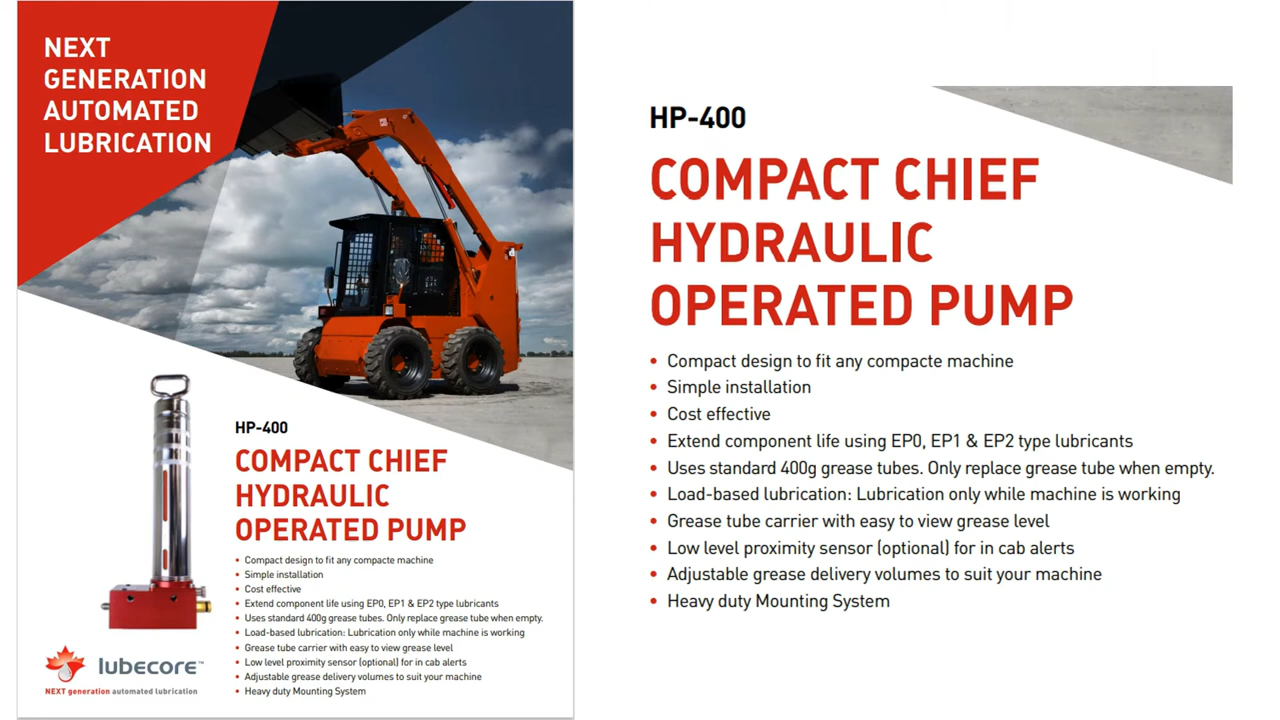 NEXT
GENERATION
AUTOMATED
LUBRICATION
HP-400
COMPACT CHIEF
HYDRAULIC
OPERATED PUMP
• Compact design to fit any compacte machine
• Simple installation
• Cost effective
• Extend component life using EP0, EP1 & EP2 type lubricants
• Uses standard 400g grease tubes. Only replace grease tube when empty.
• Load-based lubrication: Lubrication only while machine is working
• Grease tube carrier with easy to view grease level
• Low level proximity sensor (optional) for in cab alerts
• Adjustable grease delivery volumes to suit your machine
• Heavy duty Mounting System
lubecore™
NEXT generation automated lubrication
HP-400
COMPACT CHIEF
HYDRAULIC
OPERATED PUMP
• Compact design to fit any compacte machine
• Simple installation
• Cost effective
• Extend component life using EP0, EP1 & EP2 type lubricants
• Uses standard 400g grease tubes. Only replace grease tube when empty.
• Load-based lubrication: Lubrication only while machine is working
• Grease tube carrier with easy to view grease level
• Low level proximity sensor (optional) for in cab alerts
• Adjustable grease delivery volumes to suit your machine
• Heavy duty Mounting System